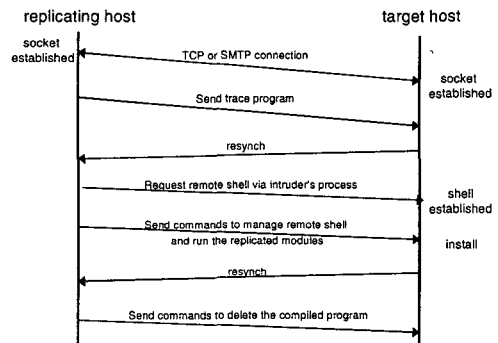 replicating host
target host
socket
established
TCP or SMTP connection
socket
established
Send trace program
resynch
Request remote shell via intruder's process
shell
established
Send commands to manage remote shell
and run the replicated modules
install
resynch
Send commands to delete the compiled program